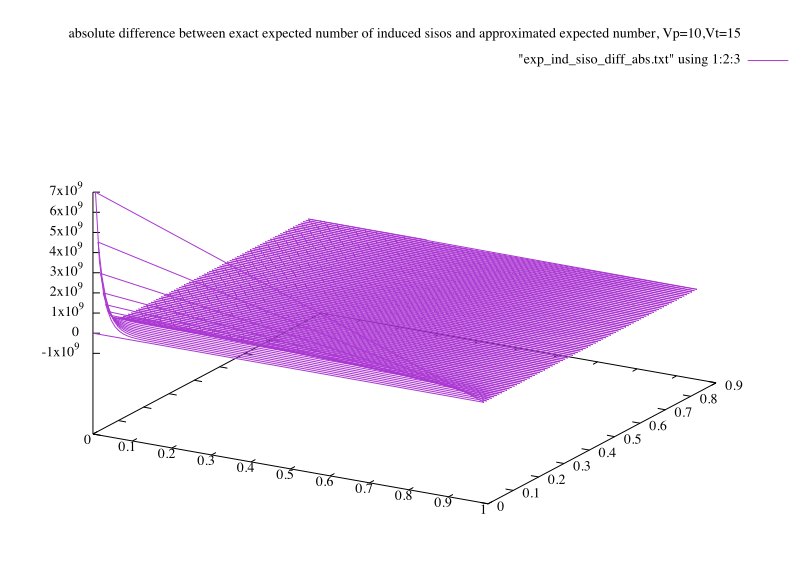 absolute difference between exact expected number of induced sisos and approximated expected number, Vp=10,Vt=15
"exp_ind_siso_diff_abs.txt" using 1:2:3
7x10^9
6x10^9
5x10^9
4x10^9
3x10^9
2x10^9
1x10^9
0
-1x10^9
0
0.1
0.2
0.3
0.4
0.5
0.6
0.7
0.8
0.9
1
0
0.1
0.2
0.3
0.4
0.5
0.6
0.7
0.8
0.9